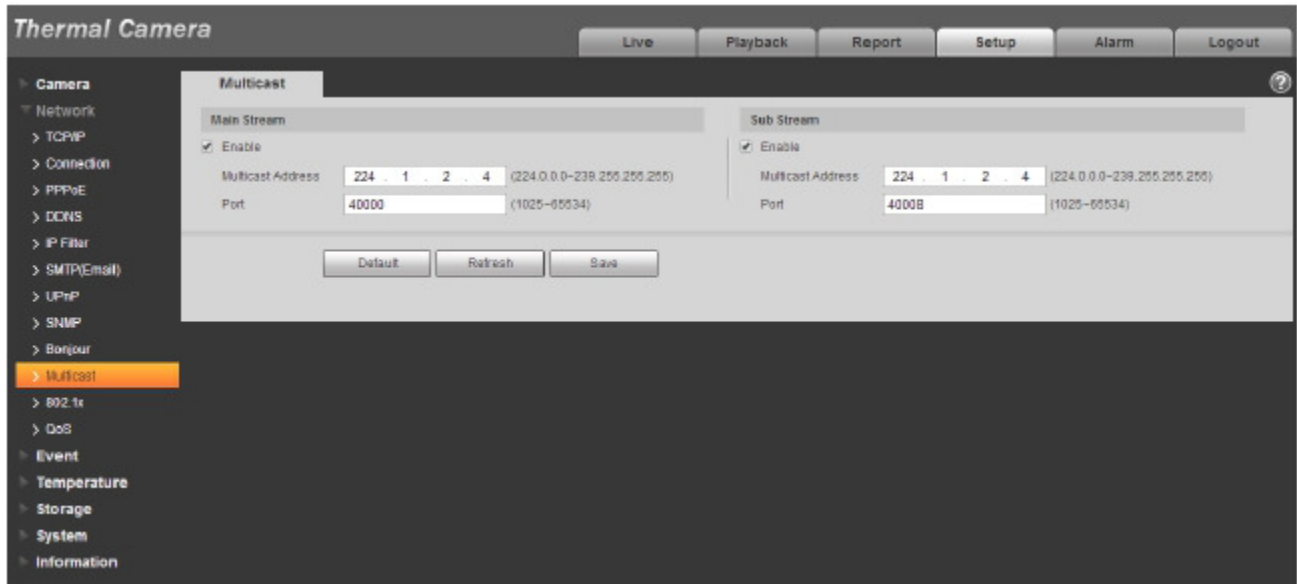 Thermal Camera
Live Playback Report Setup Alarm Logout
Camera
Network
TCP/IP
Connection
PPPoE
DDNS
IP Filter
SMTP(Email)
UPnP
SNMP
Bonjour
Multicast
802.1x
QoS
Event
Temperature
Storage
System
Information
Multicast
Main Stream
Enable
Multicast Address 224 . 1 . 2 . 4 (224.0.0.0~239.255.255.255)
Port 40000 (1025~65534)
Sub Stream
Enable
Multicast Address 224 . 1 . 2 . 4 (224.0.0.0~239.255.255.255)
Port 40008 (1025~65534)
Default Refresh Save